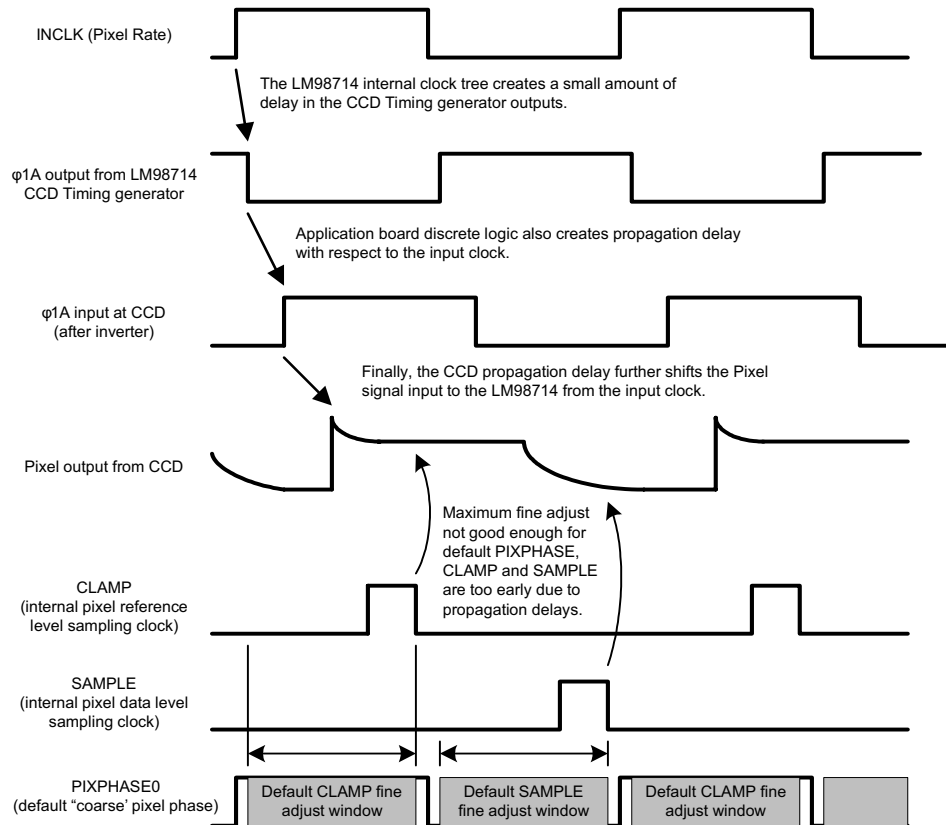 INCLK (Pixel Rate)
The LM98714 internal clock tree creates a small amount of
delay in the CCD Timing generator outputs.
φ1A output from LM98714
CCD Timing generator
Application board discrete logic also creates propagation delay
with respect to the input clock.
φ1A input at CCD
(after inverter)
Finally, the CCD propagation delay further shifts the Pixel
signal input to the LM98714 from the input clock.
Pixel output from CCD
Maximum fine adjust
not good enough for
default PIXPHASE,
CLAMP and SAMPLE
are too early due to
propagation delays.
CLAMP
(internal pixel reference
level sampling clock)
SAMPLE
(internal pixel data level
sampling clock)
PIXPHASE0
(default “coarse’ pixel phase)
Default CLAMP fine
adjust window
Default SAMPLE
fine adjust window
Default CLAMP fine
adjust window